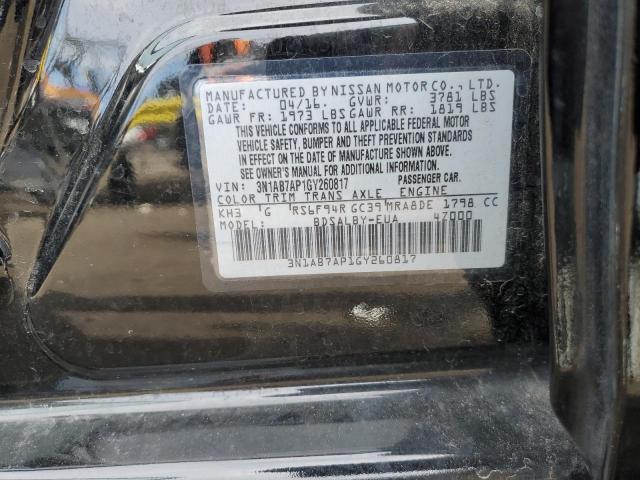 MANUFACTURED BY NISSAN MOTOR CO., LTD.
DATE: 04/16. GVWR: 3781 LBS
GAWR FR: 1973 LBS GAWR RR: 1819 LBS
THIS VEHICLE CONFORMS TO ALL APPLICABLE FEDERAL MOTOR
VEHICLE SAFETY, BUMPER AND THEFT PREVENTION STANDARDS
IN EFFECT ON THE DATE OF MANUFACTURE SHOWN ABOVE.
SEE OWNER'S MANUAL FOR ADDITIONAL INFORMATION.
VIN: 3N1AB7AP1GY260817 PASSENGER CAR.
COLOR TRIM TRANS AXLE ENGINE
KH3 G RS6F94R GC39 MRA8DE 1798 CC
MODEL: BDSALBY-EUA 47000
3N1AB7AP1GY260817